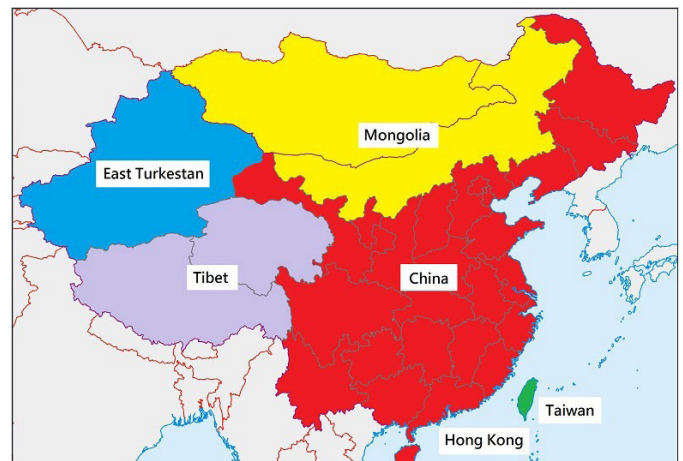 Mongolia
East Turkestan
Tibet
China
Taiwan
Hong Kong